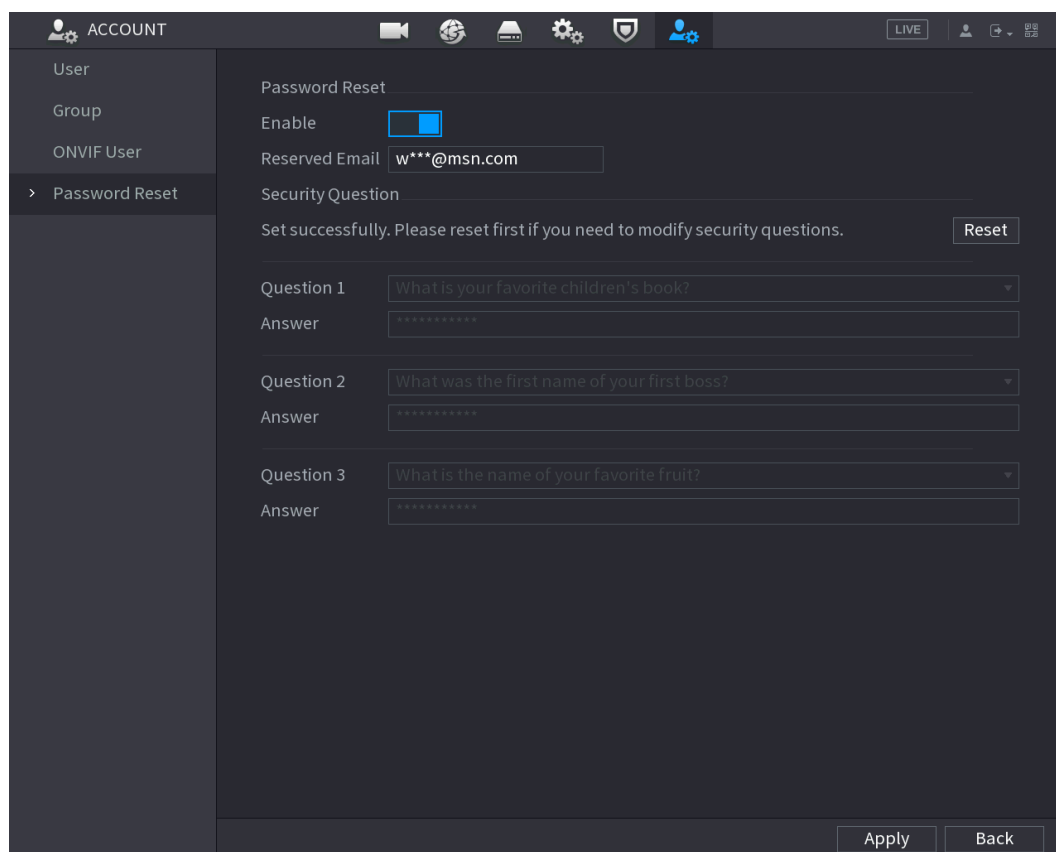 ACCOUNT
LIVE
User
Group
ONVIF User
Password Reset
Password Reset
Enable
Reserved Email w***@msn.com
Security Question
Set successfully. Please reset first if you need to modify security questions. Reset
Question 1 What is your favorite children's book?
Answer ***********
Question 2 What was the first name of your first boss?
Answer ***********
Question 3 What is the name of your favorite fruit?
Answer ***********
Apply Back